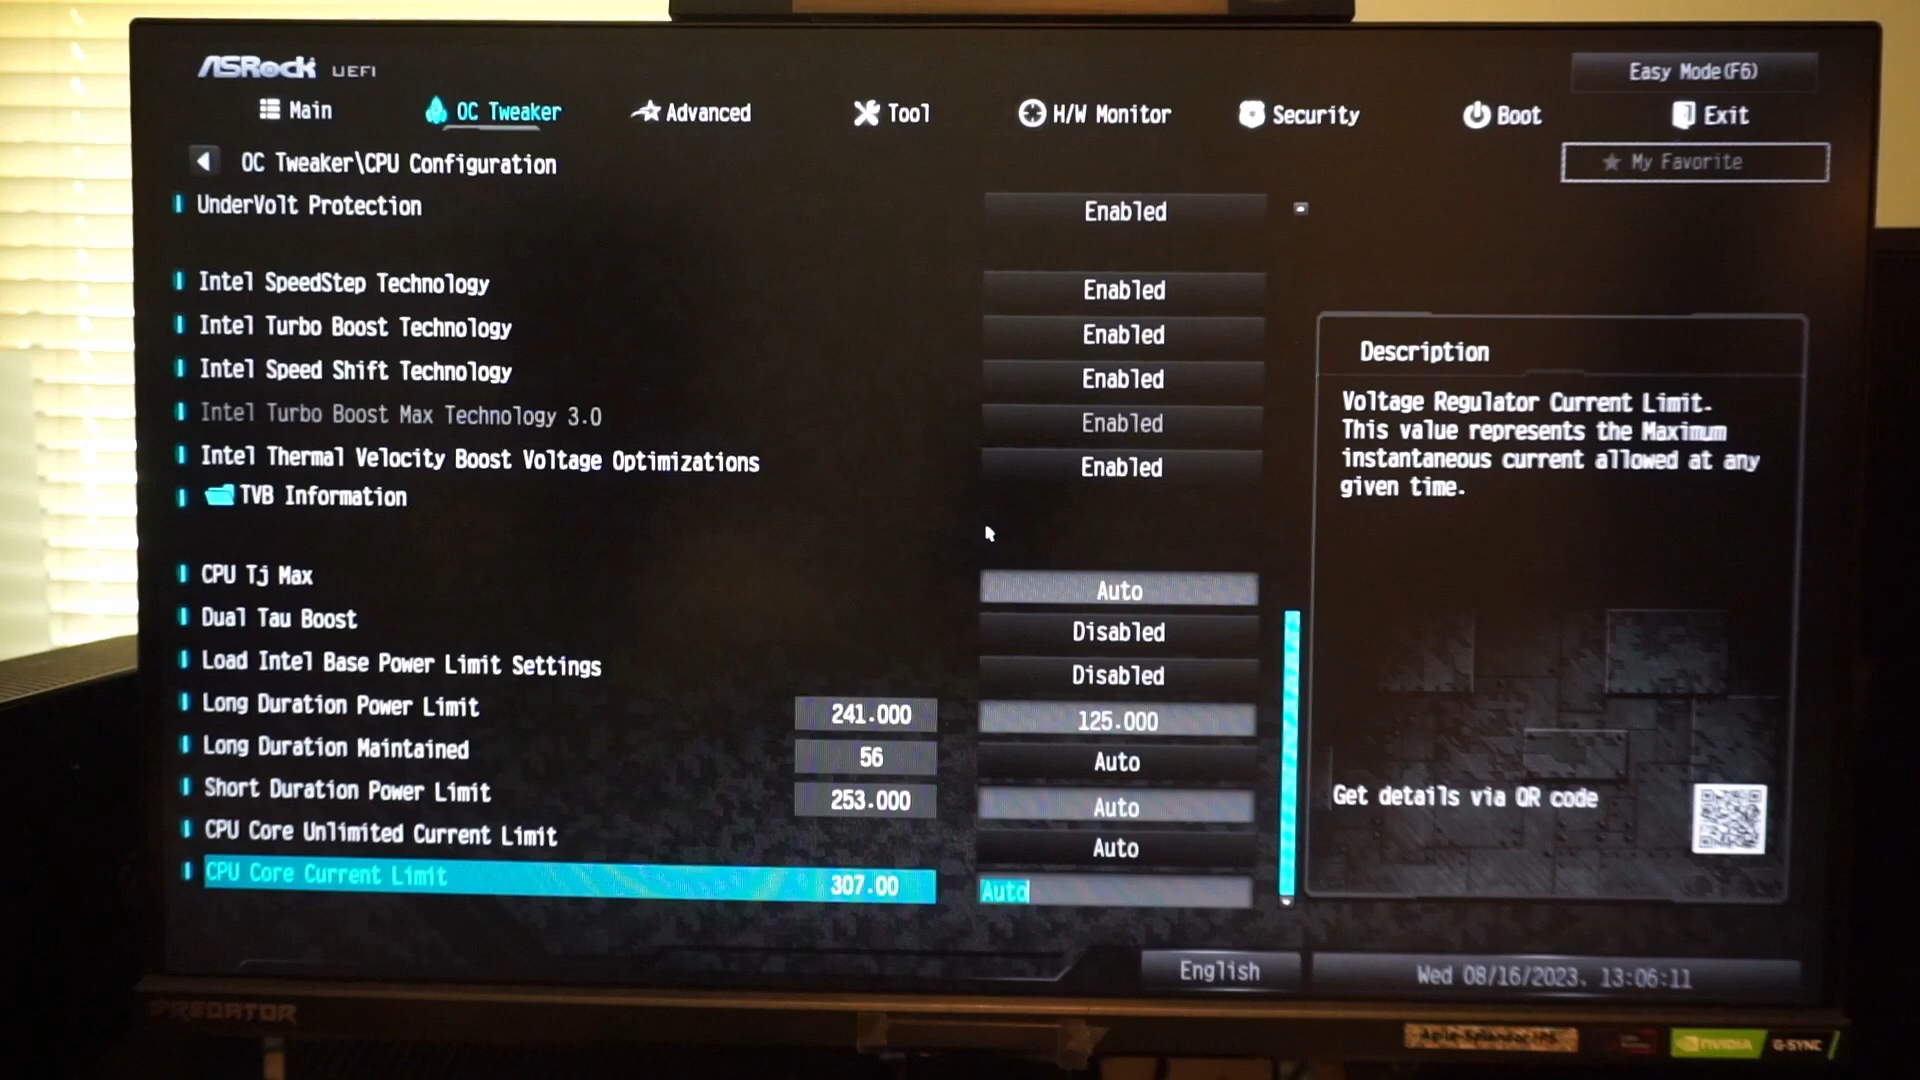 ASRock UEFI
Easy Mode(F6)
Main OC Tweaker Advanced Tool H/W Monitor Security Boot Exit
OC Tweaker\CPU Configuration
My Favorite
UnderVolt Protection Enabled
Intel SpeedStep Technology Enabled
Intel Turbo Boost Technology Enabled
Intel Speed Shift Technology Enabled
Intel Turbo Boost Max Technology 3.0 Enabled
Intel Thermal Velocity Boost Voltage Optimizations Enabled
TVB Information
CPU Tj Max Auto
Dual Tau Boost Disabled
Load Intel Base Power Limit Settings Disabled
Long Duration Power Limit 241.000 125.000
Long Duration Maintained 56 Auto
Short Duration Power Limit 253.000 Auto
CPU Core Unlimited Current Limit Auto
CPU Core Current Limit 307.00 Auto
Description
Voltage Regulator Current Limit.
This value represents the Maximum
instantaneous current allowed at any
given time.
Get details via QR code
English
Wed 08/16/2023, 13:06:11
PREDATOR
NVIDIA G-SYNC